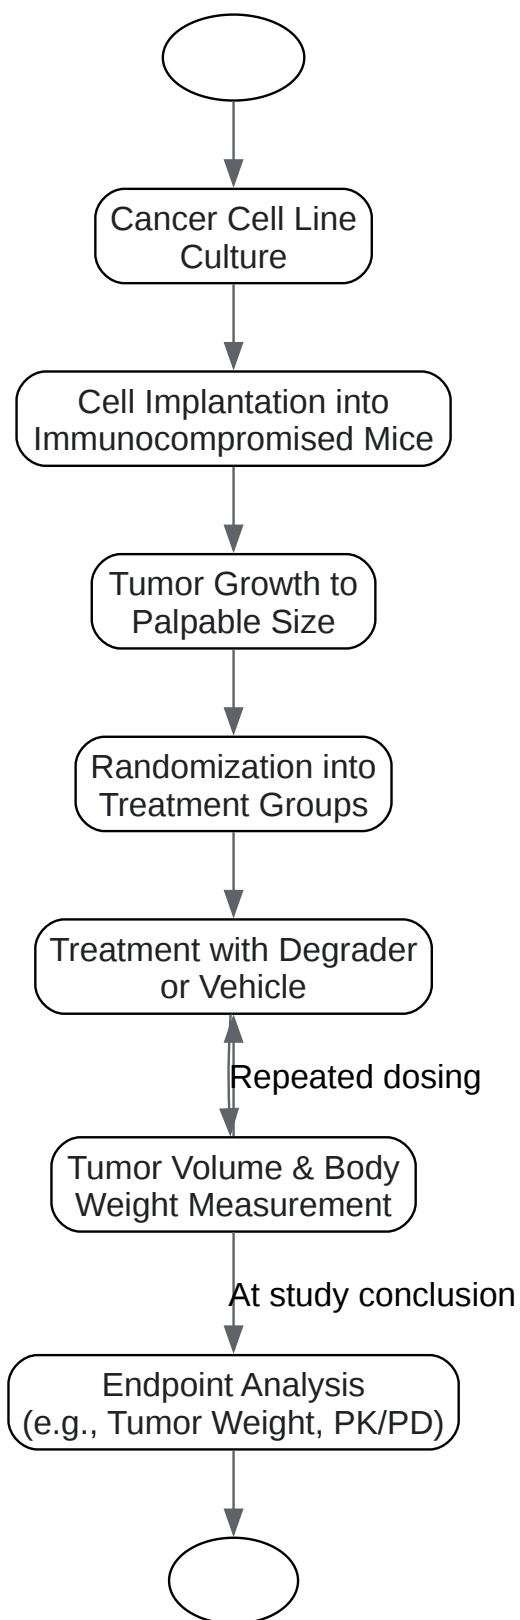 Cancer Cell Line
Culture
Cell Implantation into
Immunocompromised Mice
Tumor Growth to
Palpable Size
Randomization into
Treatment Groups
Treatment with Degrader
or Vehicle
Repeated dosing
Tumor Volume & Body
Weight Measurement
At study conclusion
Endpoint Analysis
(e.g., Tumor Weight, PK/PD)